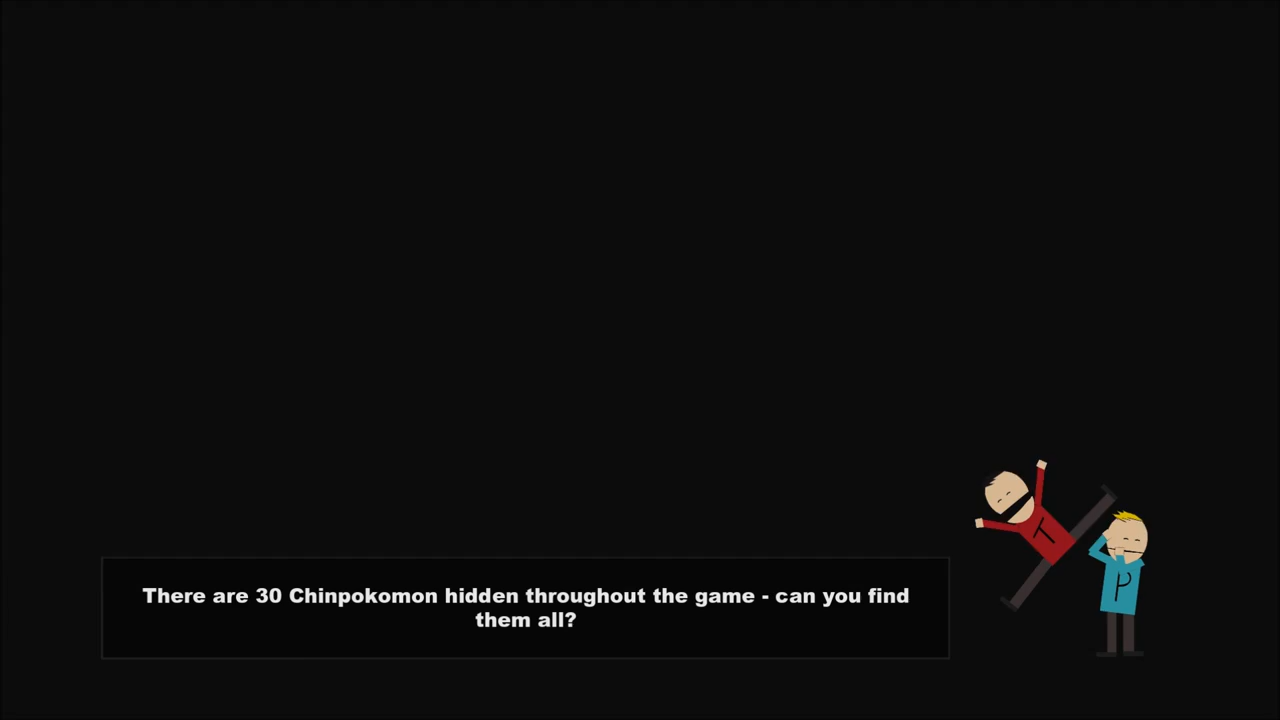 There are 30 Chinpokomon hidden throughout the game - can you find
them all?
T
P